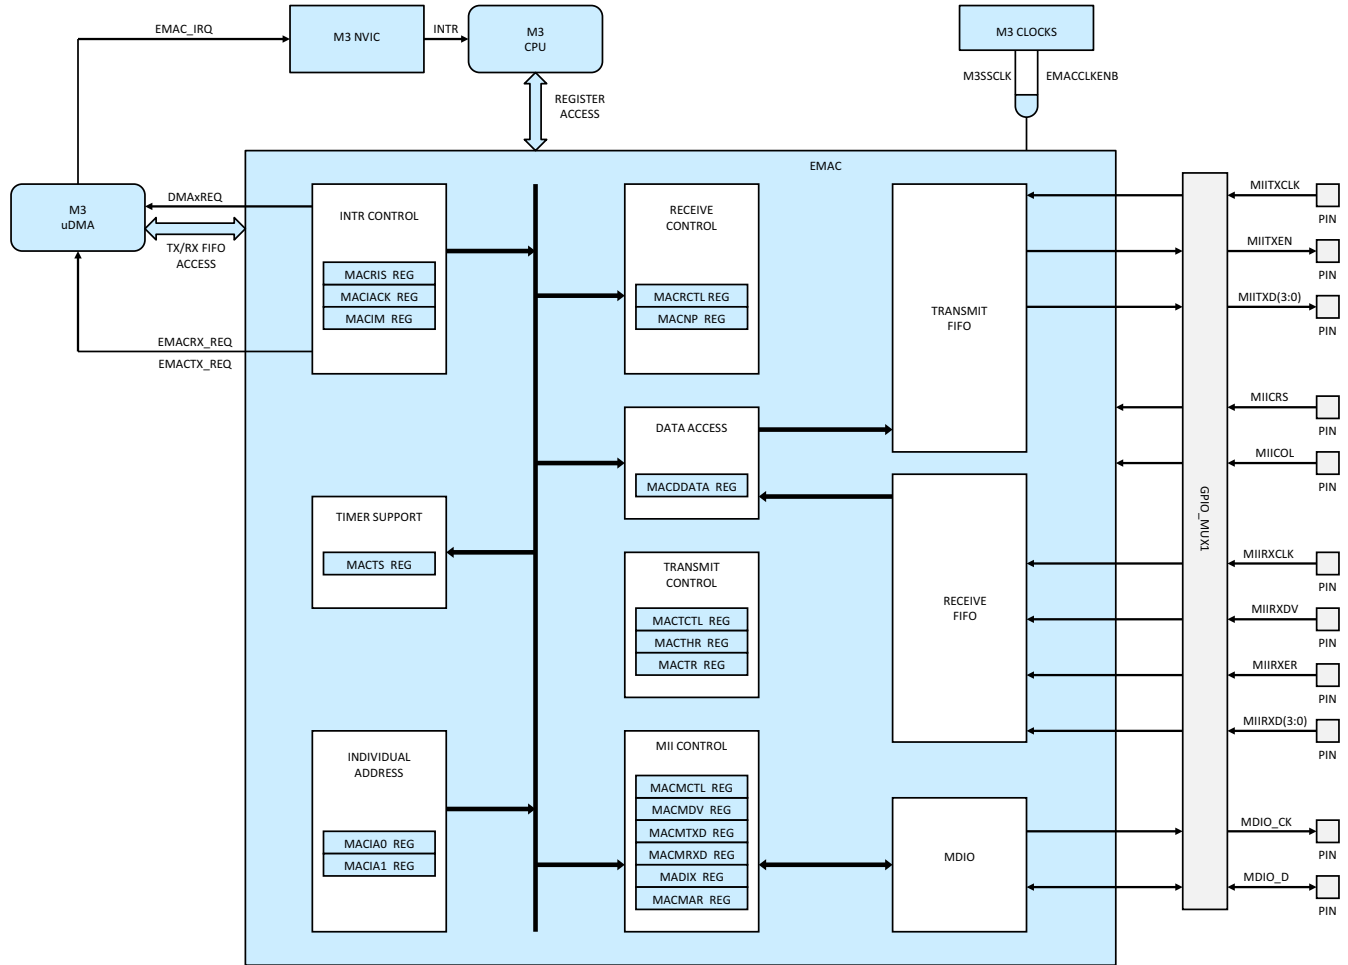 EMAC_IRQ
M3 NVIC
INTR
M3
CPU
M3 CLOCKS
M3SSCLK
EMACCLKENB
REGISTER
ACCESS
EMAC
M3
uDMA
DMAxREQ
TX/RX FIFO
ACCESS
EMACRX_REQ
EMACTX_REQ
INTR CONTROL
MACRIS REG
MACIACK REG
MACIM REG
RECEIVE
CONTROL
MACRCTL REG
MACNP REG
TRANSMIT
FIFO
DATA ACCESS
MACDDATA REG
TIMER SUPPORT
MACTS REG
TRANSMIT
CONTROL
MACTCTL REG
MACTHR REG
MACTR REG
RECEIVE
FIFO
INDIVIDUAL
ADDRESS
MACIA0 REG
MACIA1 REG
MII CONTROL
MACMCTL REG
MACMDV REG
MACMTXD REG
MACMRXD REG
MADIX REG
MACMAR REG
MDIO
GPIO_MUX1
MIITXCLK
PIN
MIITXEN
PIN
MIITXD(3:0)
PIN
MIICRS
PIN
MIICOL
PIN
MIIRXCLK
PIN
MIIRXDV
PIN
MIIRXER
PIN
MIIRXD(3:0)
PIN
MDIO_CK
PIN
MDIO_D
PIN